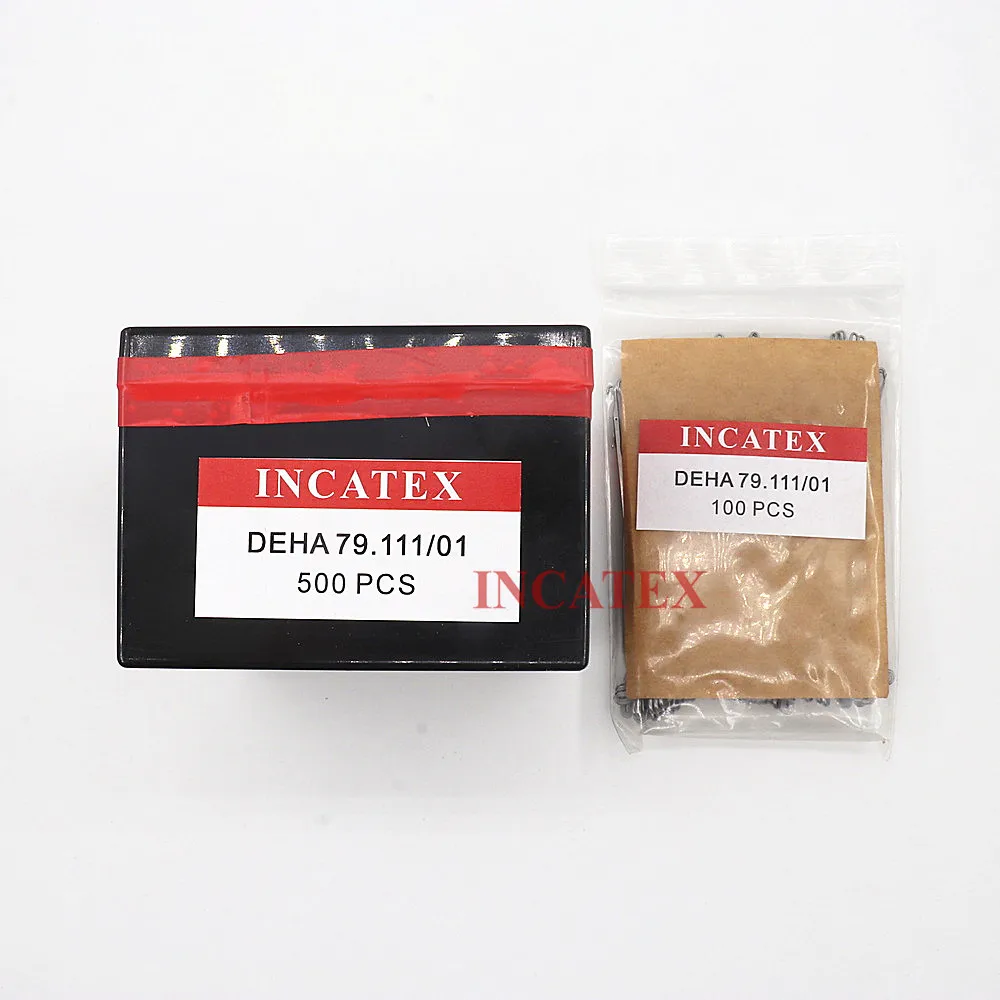 INCATEX
DEHA 79.111/01
500 PCS
INCATEX
DEHA 79.111/01
100 PCS
INCATEX